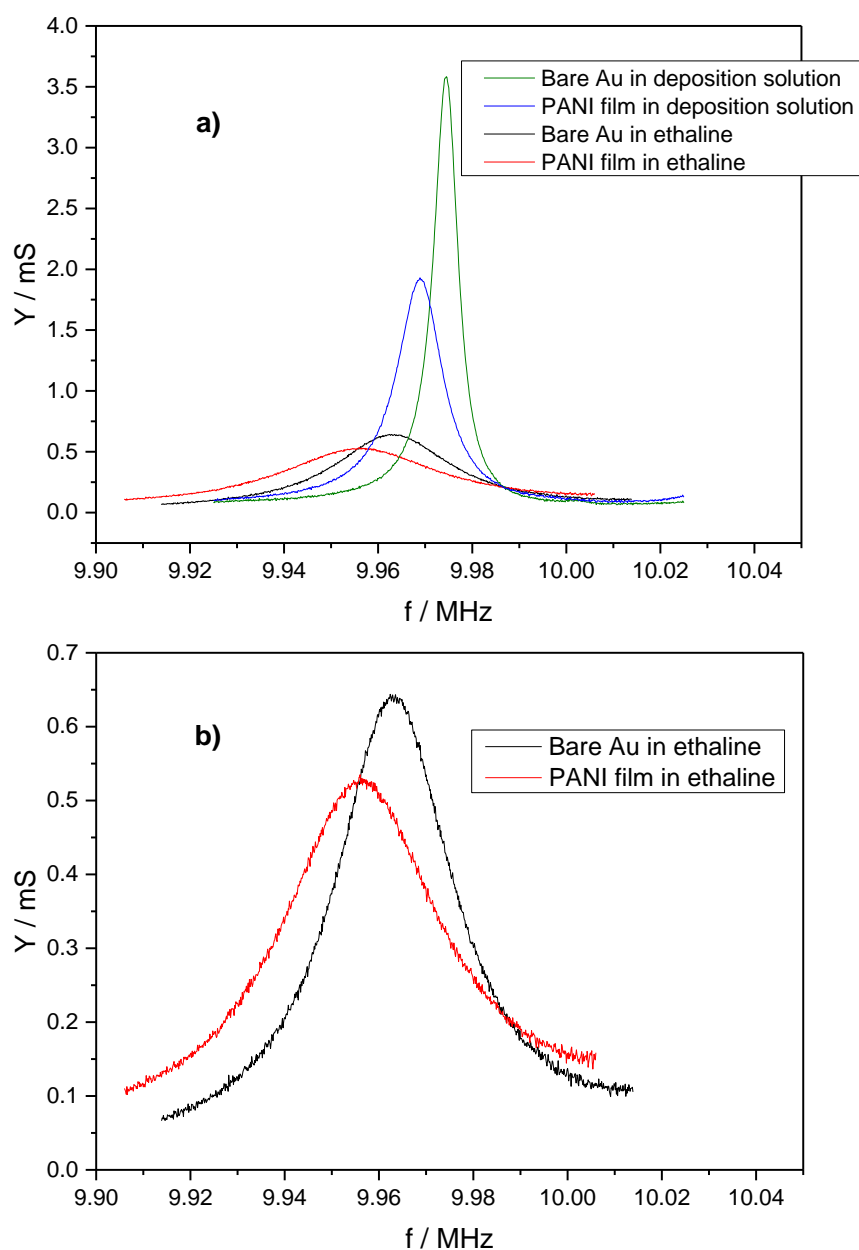 4.0
3.5
3.0
2.5
2.0
1.5
1.0
0.5
0.0
Y / mS
a)
Bare Au in deposition solution
PANI film in deposition solution
Bare Au in ethaline
PANI film in ethaline
9.90 9.92 9.94 9.96 9.98 10.00 10.02 10.04
f / MHz
0.7
0.6
0.5
0.4
0.3
0.2
0.1
0.0
Y / mS
b)
Bare Au in ethaline
PANI film in ethaline
9.90 9.92 9.94 9.96 9.98 10.00 10.02 10.04
f / MHz